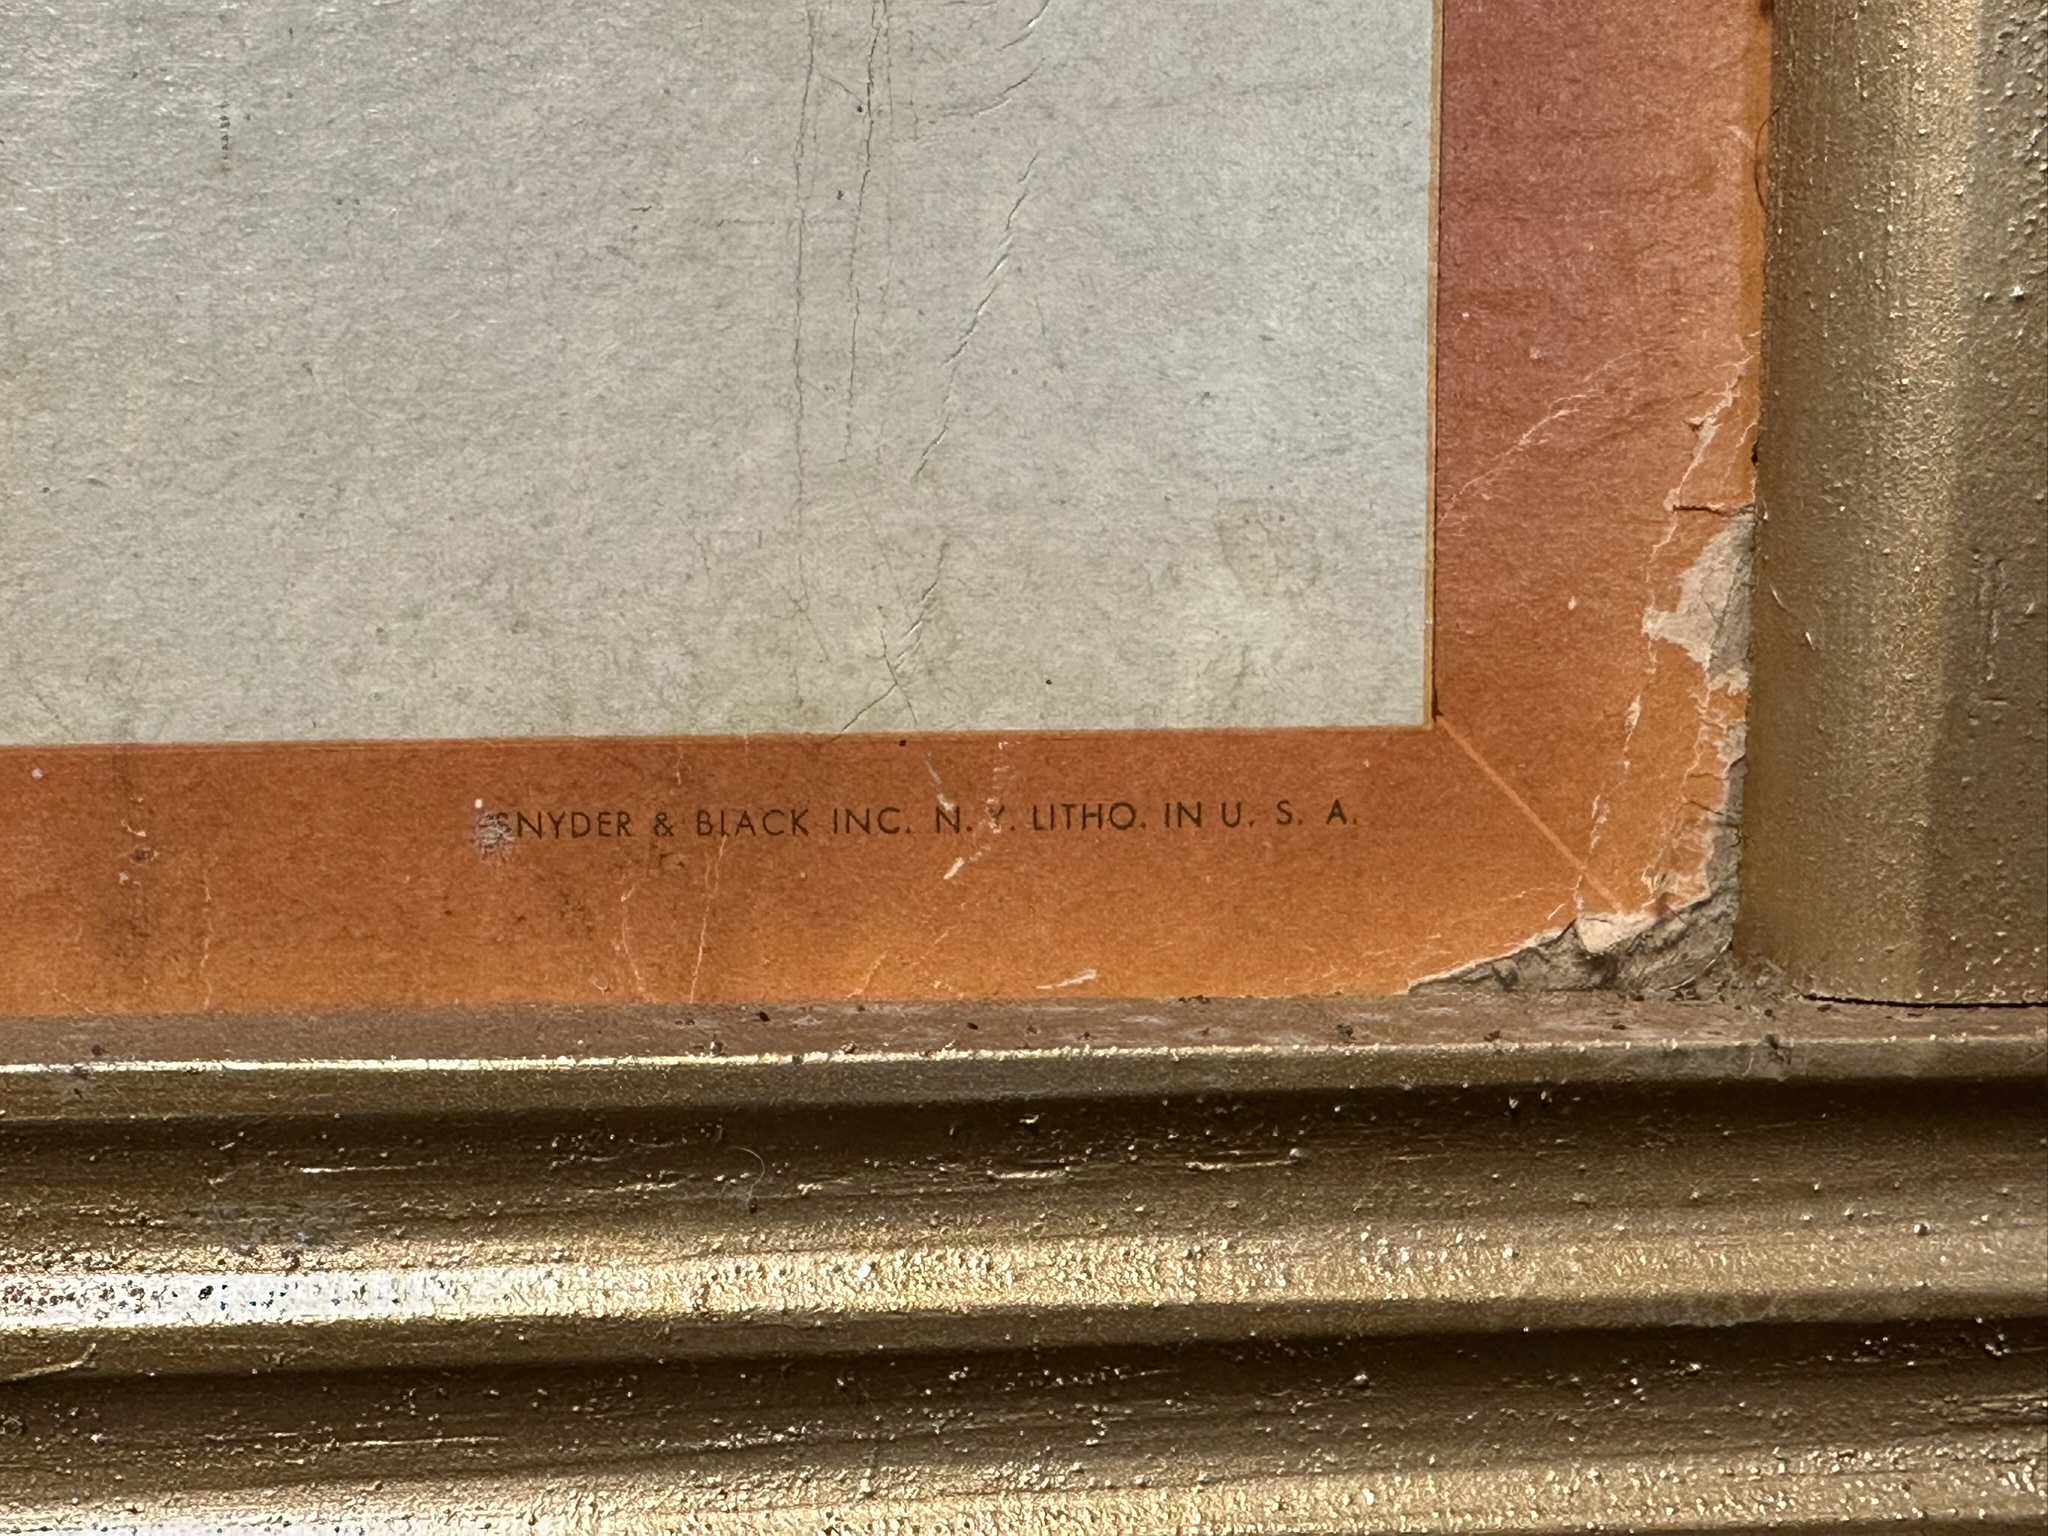 SNYDER & BLACK INC. N. Y. LITHO. IN U. S. A.